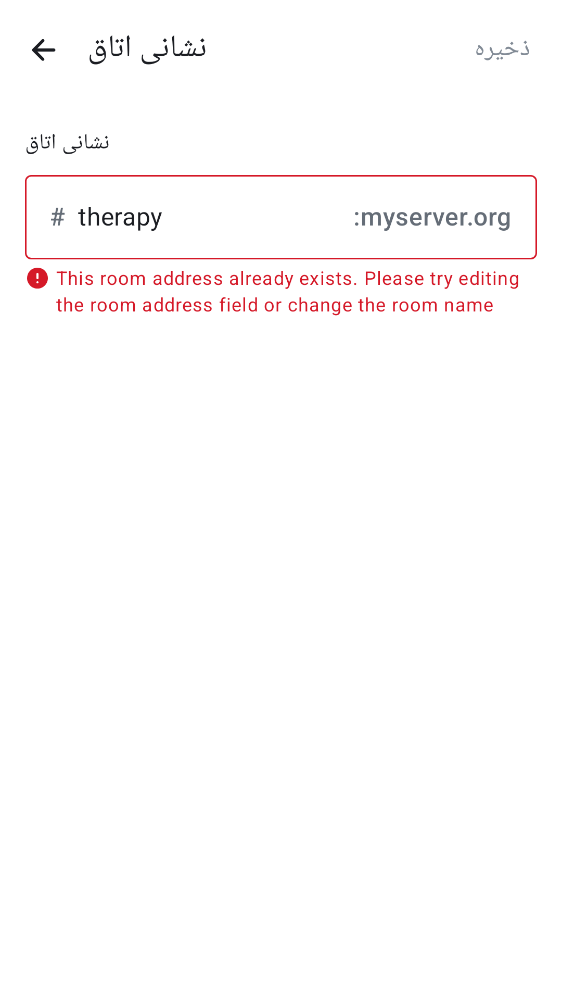 نشانی اتاق
ذخیره
نشانی اتاق
# therapy :myserver.org
This room address already exists. Please try editing
the room address field or change the room name